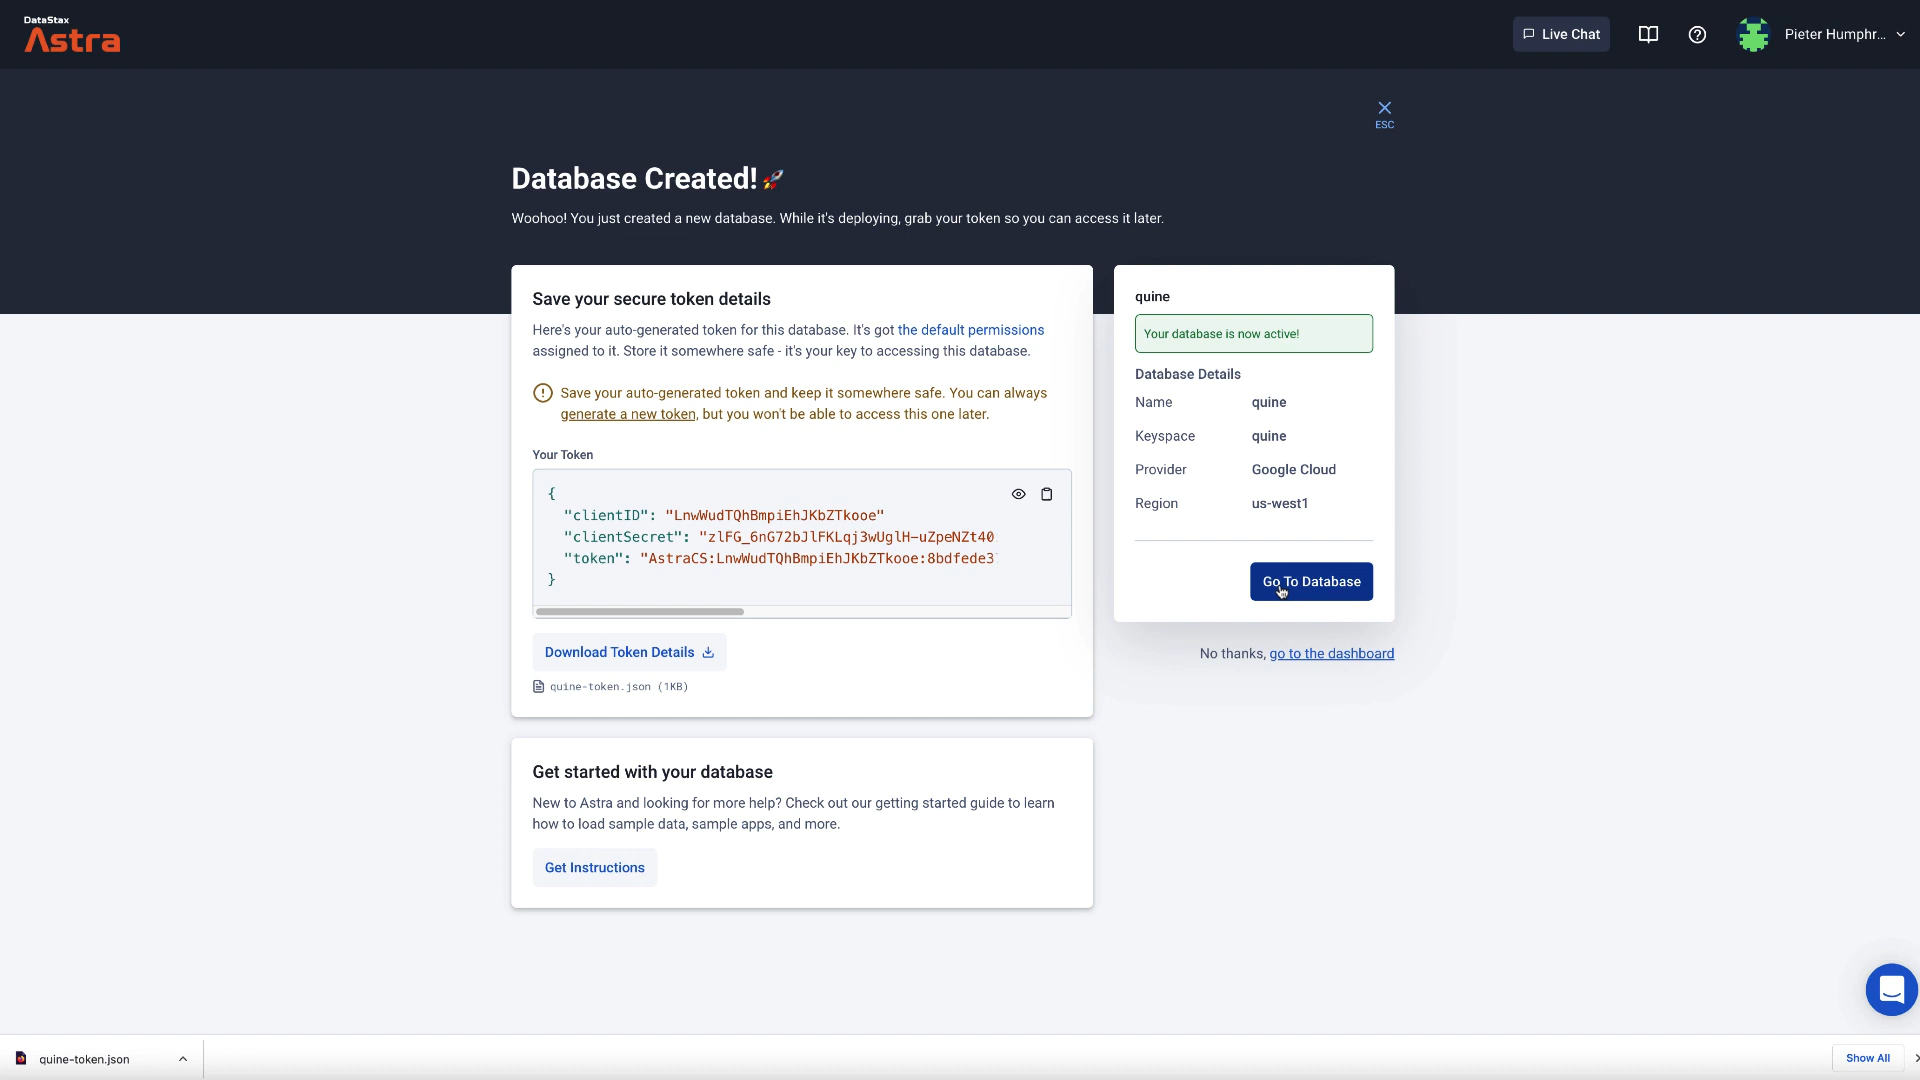 DataStax
Astra
Live Chat
Pieter Humphr...
ESC
Database Created!🚀
Woohoo! You just created a new database. While it's deploying, grab your token so you can access it later.
Save your secure token details
Here's your auto-generated token for this database. It's got the default permissions
assigned to it. Store it somewhere safe - it's your key to accessing this database.
Save your auto-generated token and keep it somewhere safe. You can always
generate a new token, but you won't be able to access this one later.
Your Token
{
"clientID": "LnwWudTQhBmpiEhJKbZTkooe"
"clientSecret": "zlFG_6nG72bJlFKLqj3wUglH-uZpeNZt40
"token": "AstraCS:LnwWudTQhBmpiEhJKbZTkooe:8bdfede3
}
Download Token Details
quine-token.json (1KB)
quine
Your database is now active!
Database Details
Name quine
Keyspace quine
Provider Google Cloud
Region us-west1
Go To Database
No thanks, go to the dashboard
Get started with your database
New to Astra and looking for more help? Check out our getting started guide to learn
how to load sample data, sample apps, and more.
Get Instructions
quine-token.json
Show All